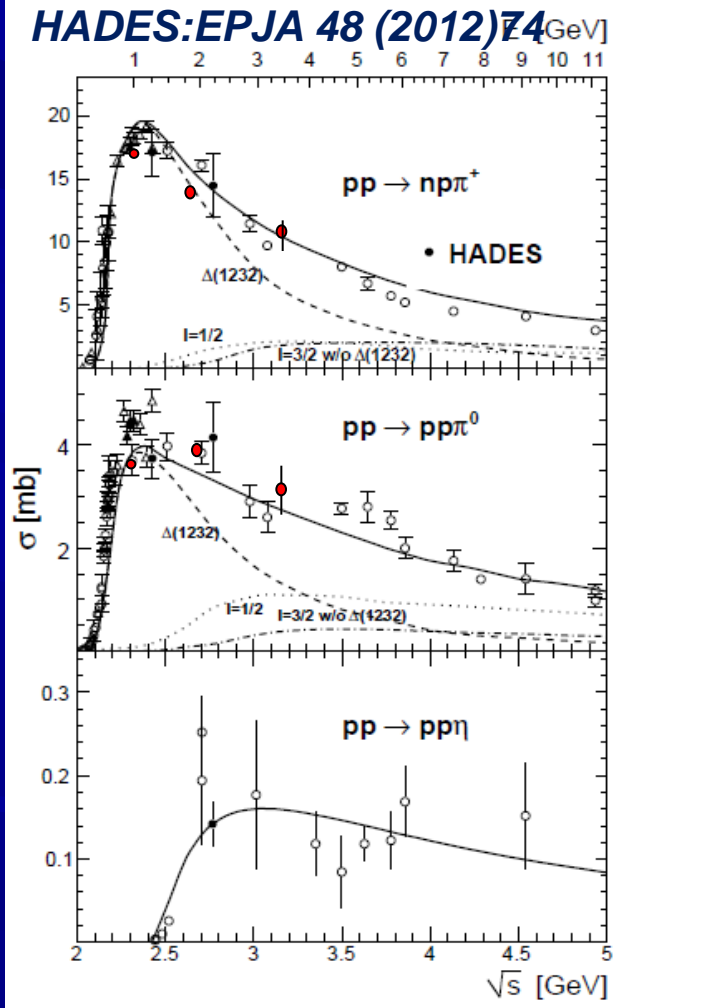 HADES:EPJA 48 (2012)74
[GeV]
1 2 3 4 5 6 7 8 9 10 11
20
15
10
5
pp → npπ⁺
• HADES
Δ(1232)
I=1/2
I=3/2 w/o Δ(1232)
σ [mb]
4
2
pp → ppπ⁰
Δ(1232)
I=1/2
I=3/2 w/o Δ(1232)
0.3
0.2
0.1
pp → ppη
2 2.5 3 3.5 4 4.5 5
√s [GeV]